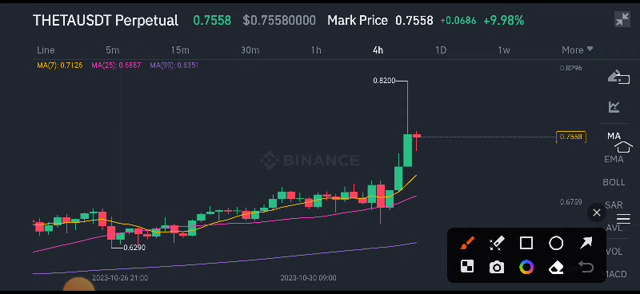 THETAUSDT Perpetual 0.7558 $0.75580000 Mark Price 0.7558 +0.0686 +9.98%
Line 5m 15m 30m 1h 4h 1D 1w More
MA(7): 0.7126 MA(25): 0.6887 MA(99): 0.6351
0.8296
0.8200
0.7558
MA
BINANCE
EMA
BOLL
0.6759
SAR
AVL
0.6290
VOL
MACD
2023-10-26 21:00 2023-10-30 09:00